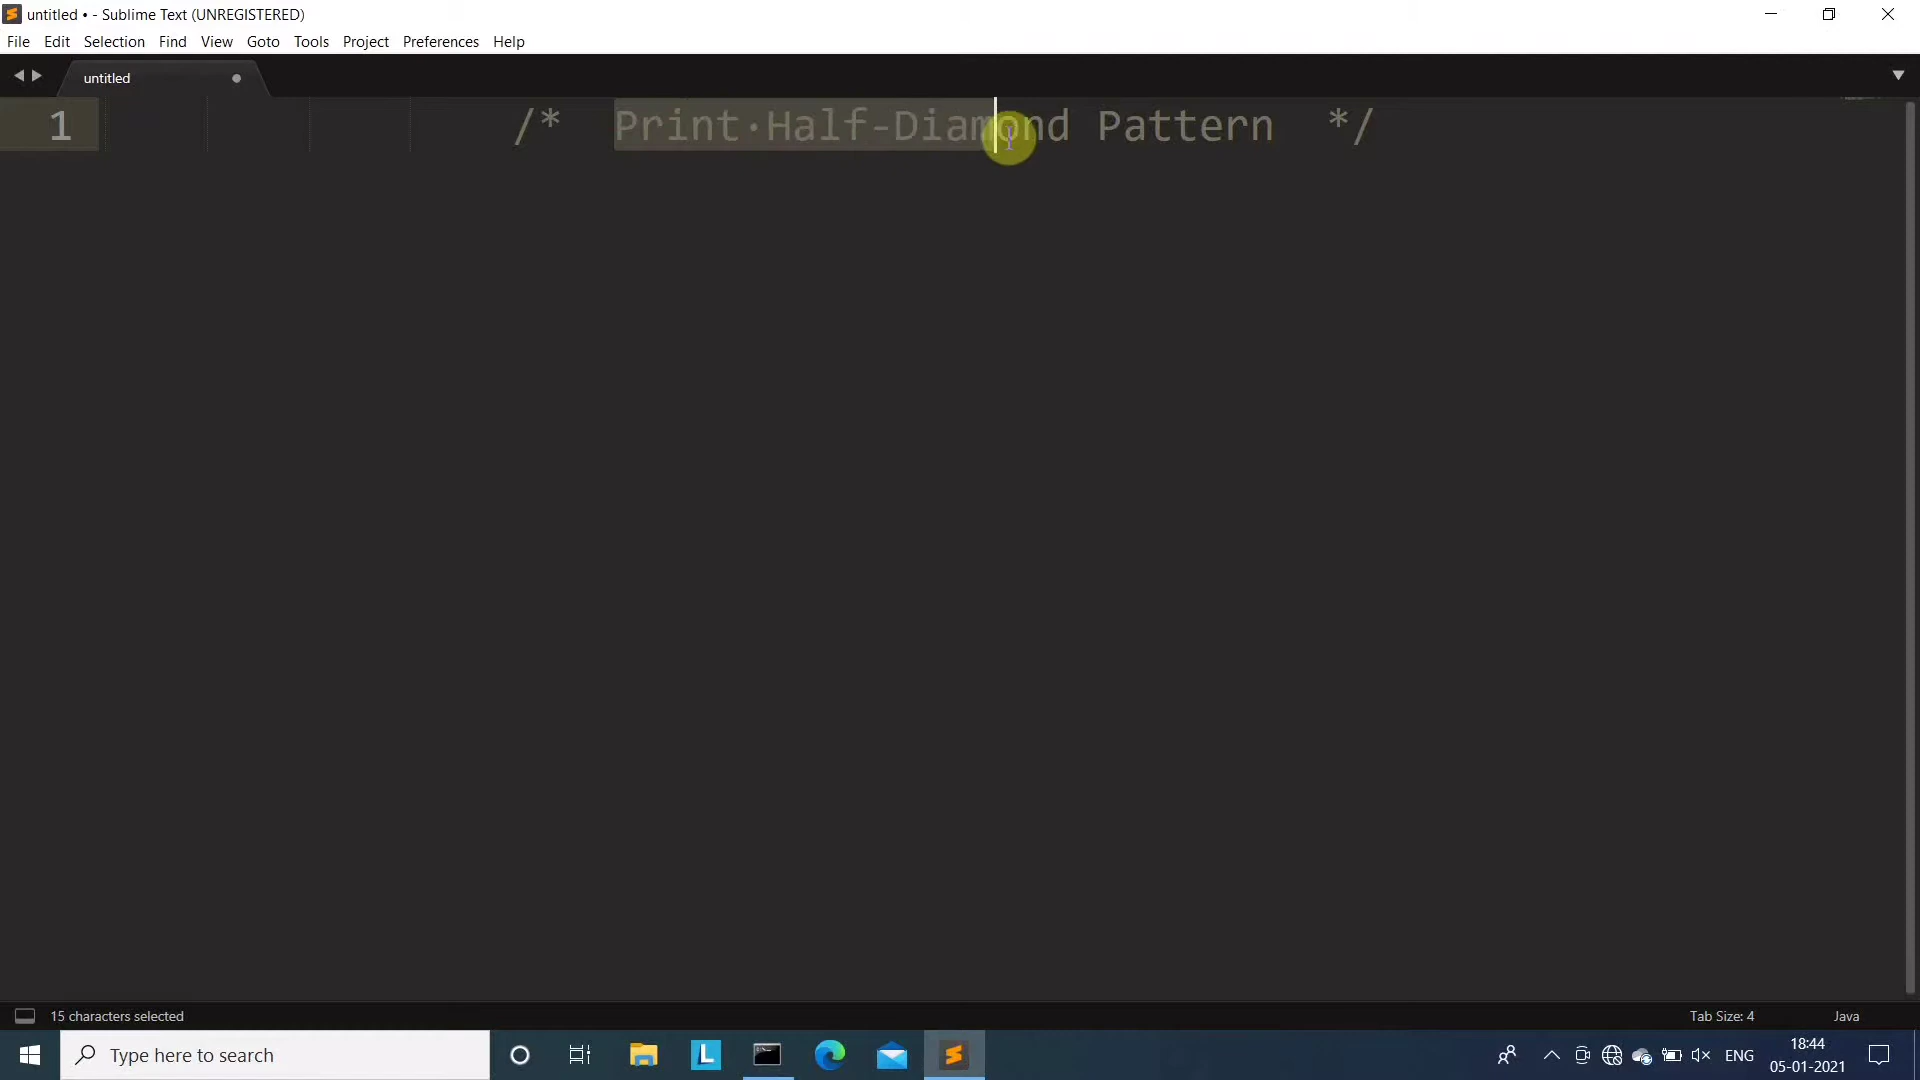 untitled • - Sublime Text (UNREGISTERED)
File Edit Selection Find View Goto Tools Project Preferences Help
untitled
1 /* Print·Half-Diamond Pattern */
15 characters selected Tab Size: 4 Java
Type here to search L ENG 18:44
05-01-2021